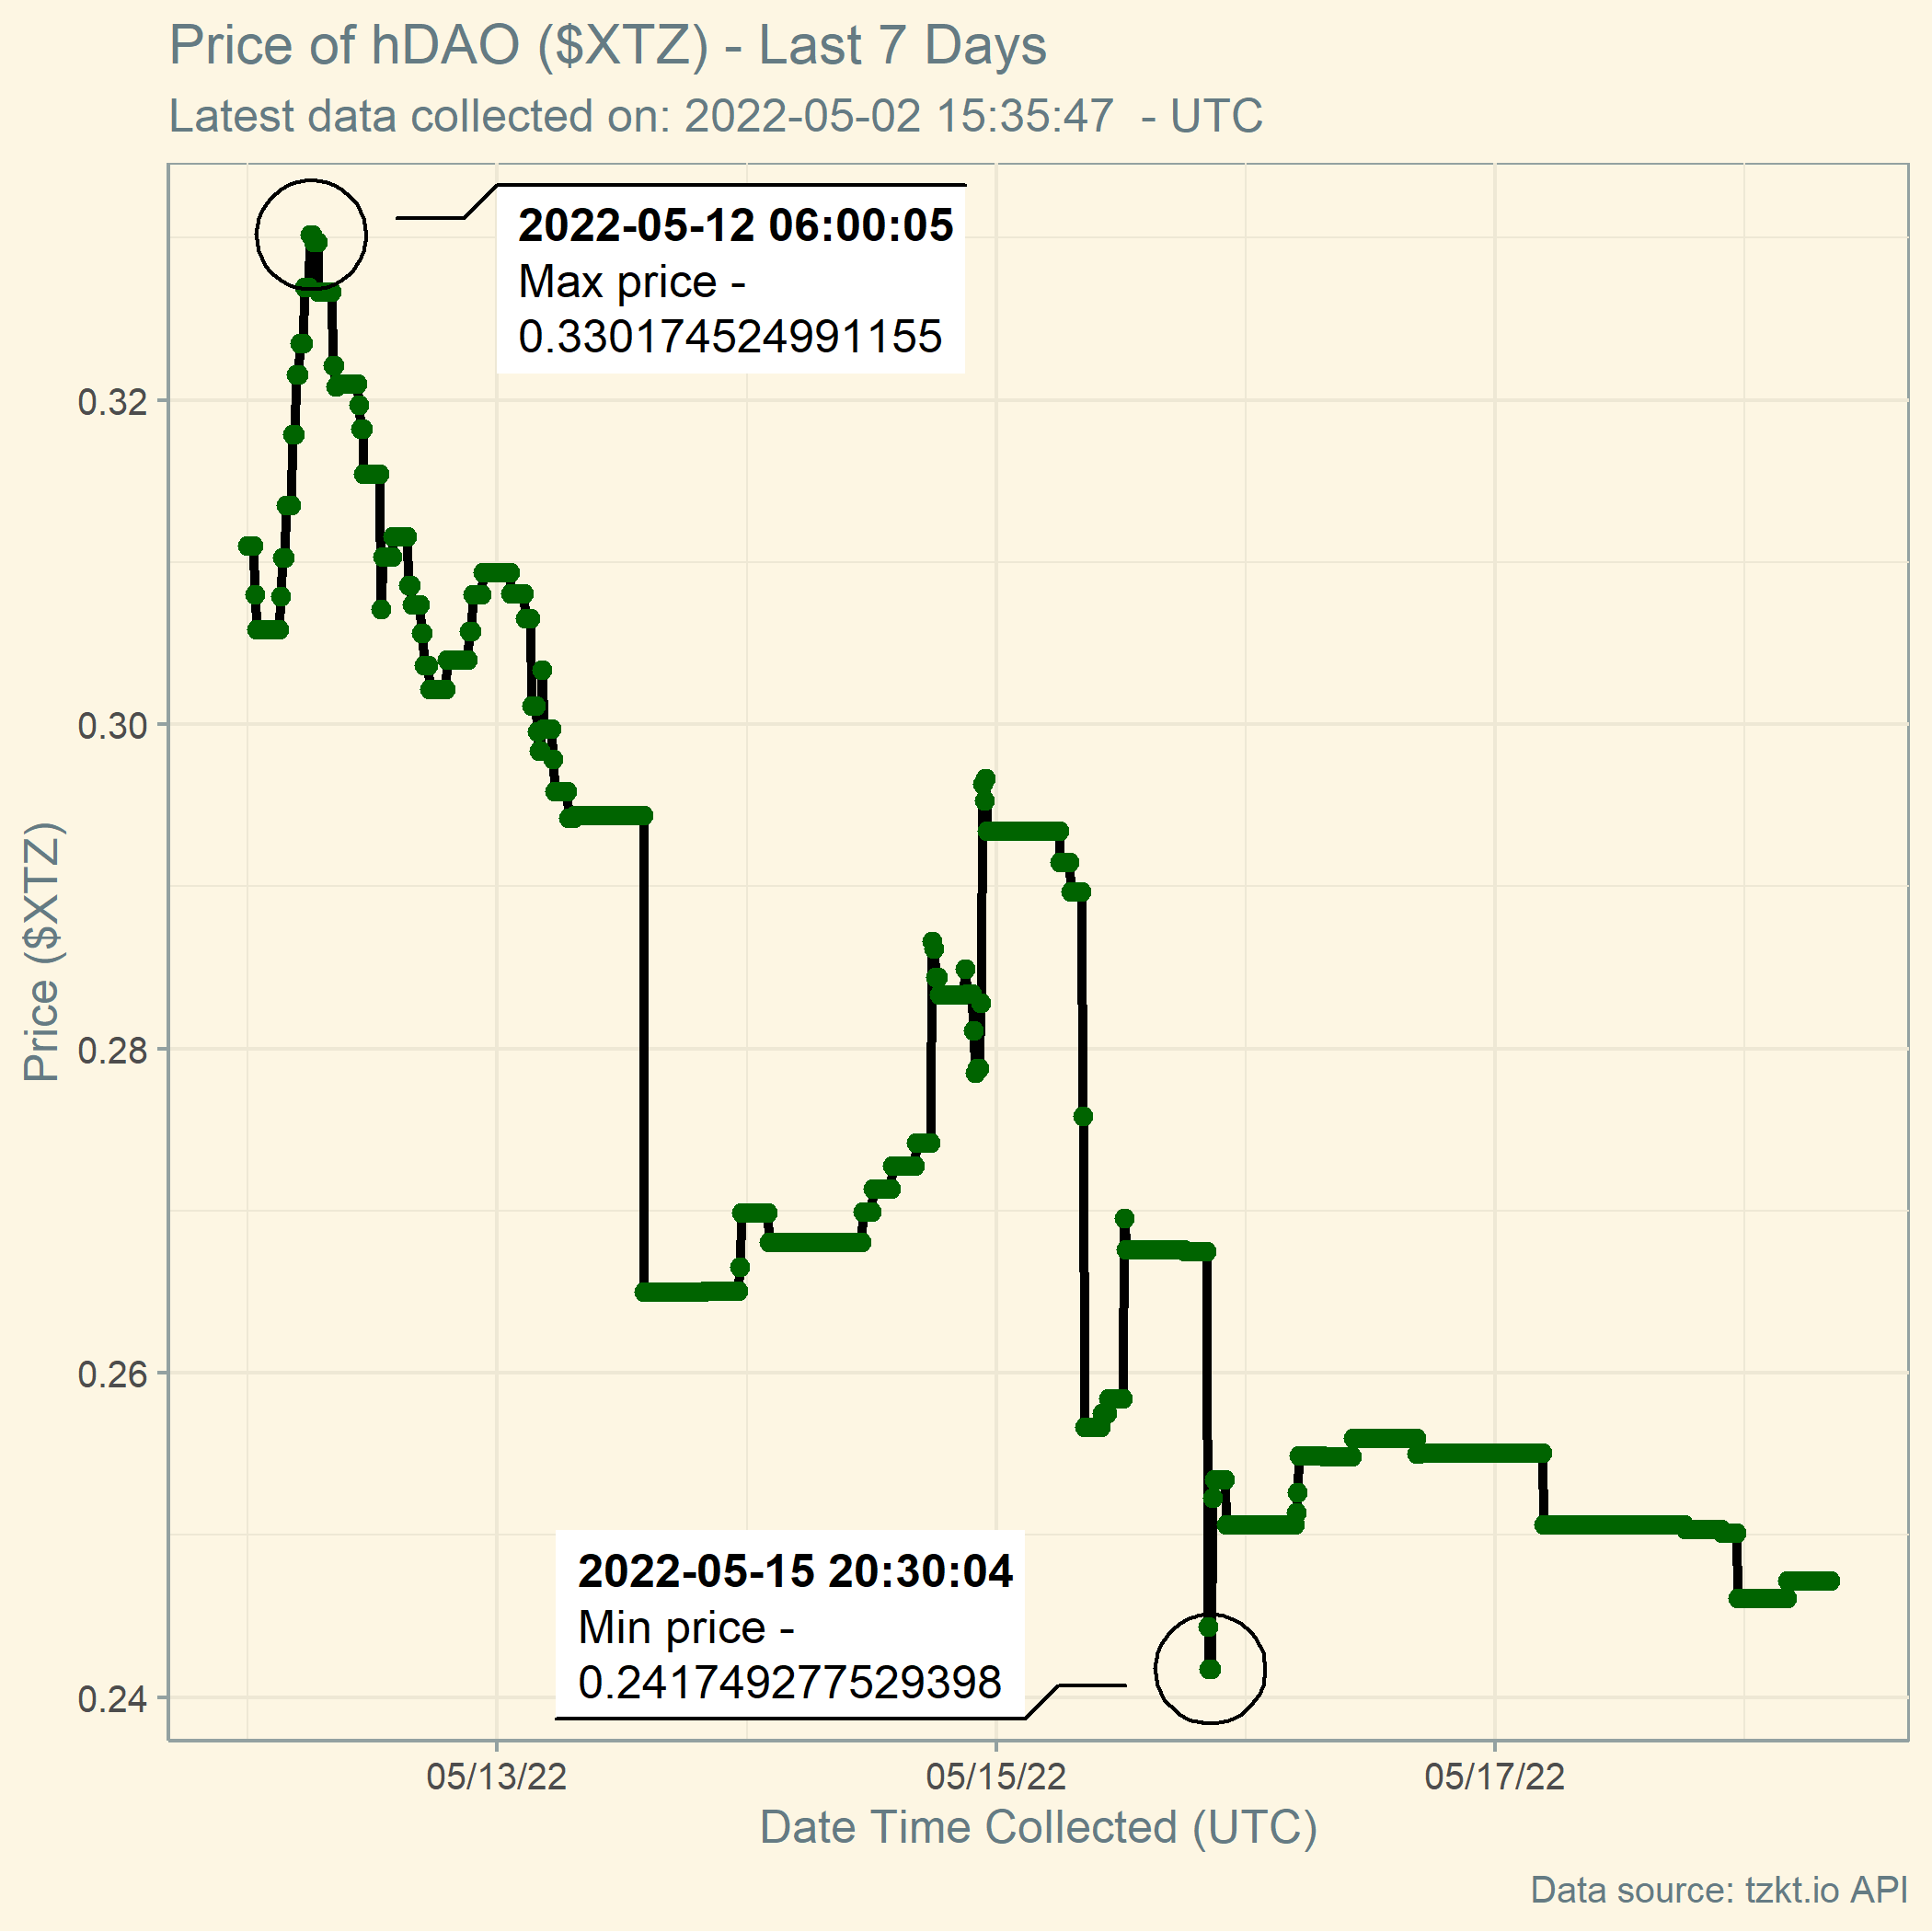 Price of hDAO ($XTZ) - Last 7 Days
Latest data collected on: 2022-05-02 15:35:47 - UTC
2022-05-12 06:00:05
Max price -
0.330174524991155
0.32
0.30
0.28
0.26
0.24
Price ($XTZ)
2022-05-15 20:30:04
Min price -
0.241749277529398
05/13/22
05/15/22
05/17/22
Date Time Collected (UTC)
Data source: tzkt.io API